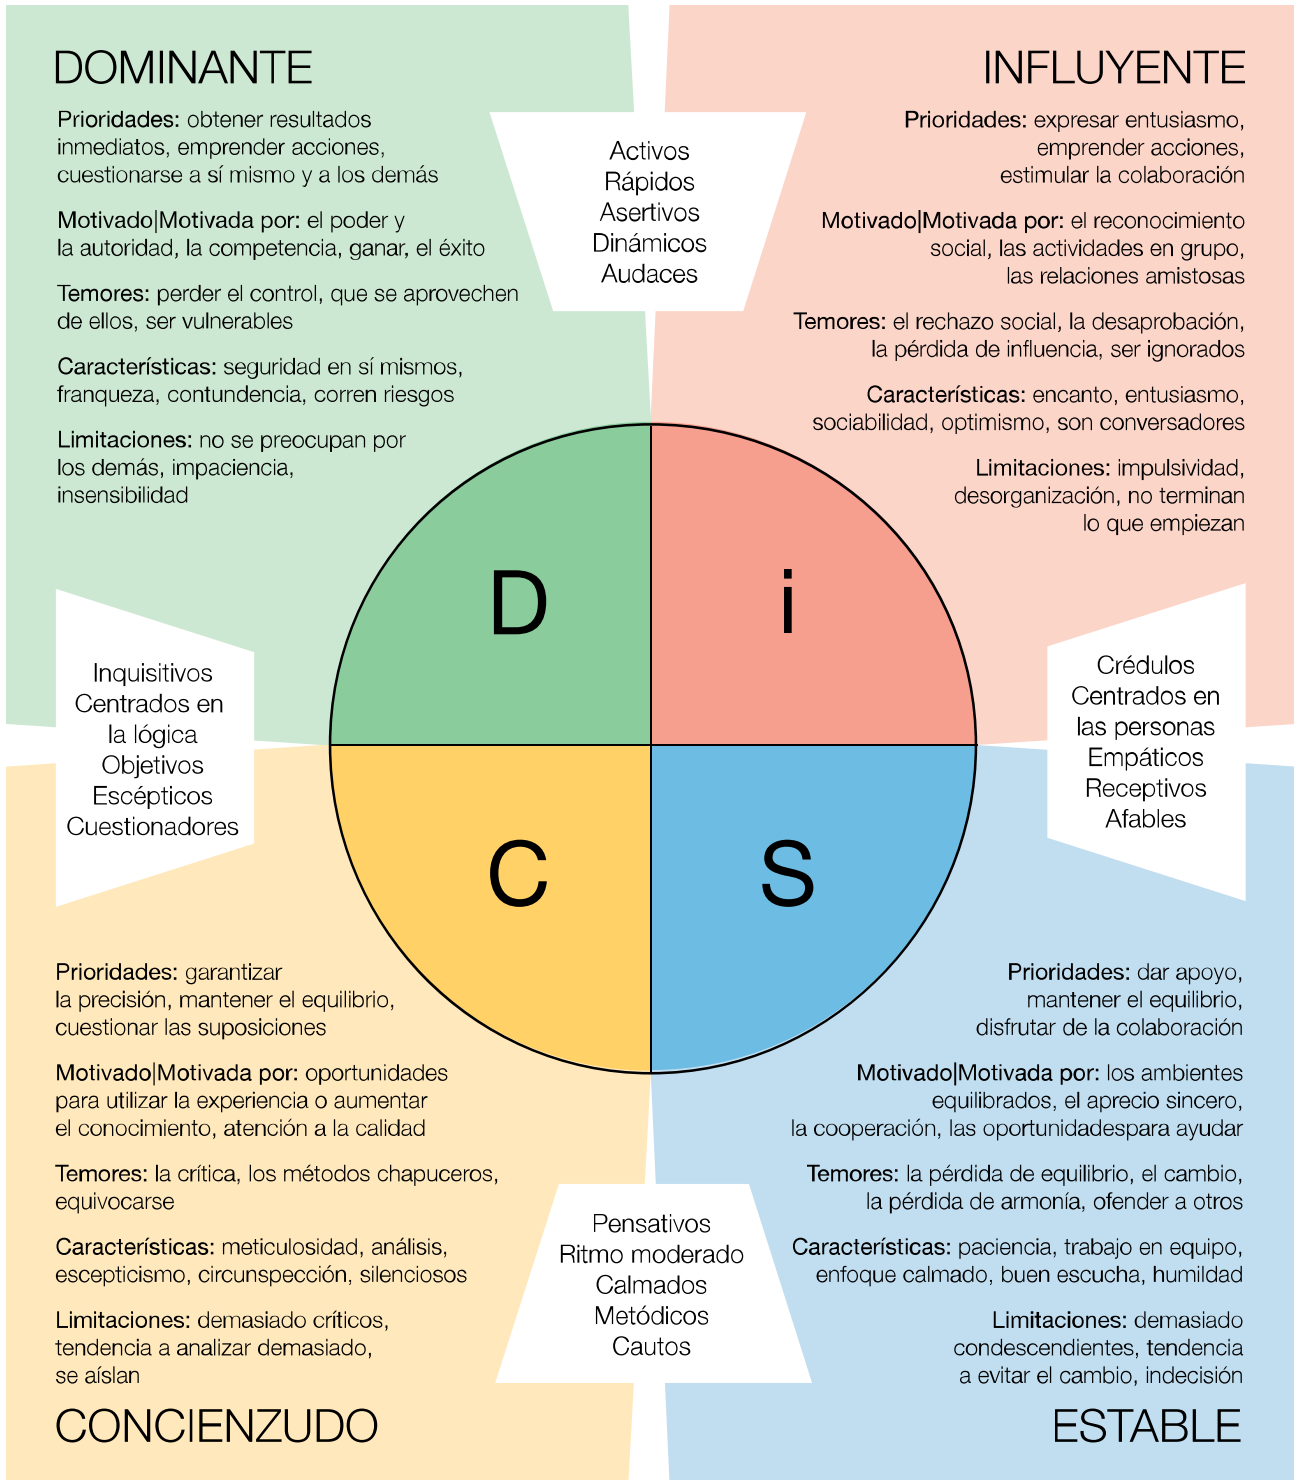 DOMINANTE
Prioridades: obtener resultados
inmediatos, emprender acciones,
cuestionarse a sí mismo y a los demás
Motivado|Motivada por: el poder y
la autoridad, la competencia, ganar, el éxito
Temores: perder el control, que se aprovechen
de ellos, ser vulnerables
Características: seguridad en sí mismos,
franqueza, contundencia, corren riesgos
Limitaciones: no se preocupan por
los demás, impaciencia,
insensibilidad
Activos
Rápidos
Asertivos
Dinámicos
Audaces
INFLUYENTE
Prioridades: expresar entusiasmo,
emprender acciones,
estimular la colaboración
Motivado|Motivada por: el reconocimiento
social, las actividades en grupo,
las relaciones amistosas
Temores: el rechazo social, la desaprobación,
la pérdida de influencia, ser ignorados
Características: encanto, entusiasmo,
sociabilidad, optimismo, son conversadores
Limitaciones: impulsividad,
desorganización, no terminan
lo que empiezan
D
i
Inquisitivos
Centrados en
la lógica
Objetivos
Escépticos
Cuestionadores
Crédulos
Centrados en
las personas
Empáticos
Receptivos
Afables
C
S
Prioridades: garantizar
la precisión, mantener el equilibrio,
cuestionar las suposiciones
Motivado|Motivada por: oportunidades
para utilizar la experiencia o aumentar
el conocimiento, atención a la calidad
Temores: la crítica, los métodos chapuceros,
equivocarse
Características: meticulosidad, análisis,
escepticismo, circunspección, silenciosos
Limitaciones: demasiado críticos,
tendencia a analizar demasiado,
se aíslan
CONCIENZUDO
Pensativos
Ritmo moderado
Calmados
Metódicos
Cautos
Prioridades: dar apoyo,
mantener el equilibrio,
disfrutar de la colaboración
Motivado|Motivada por: los ambientes
equilibrados, el aprecio sincero,
la cooperación, las oportunidadespara ayudar
Temores: la pérdida de equilibrio, el cambio,
la pérdida de armonía, ofender a otros
Características: paciencia, trabajo en equipo,
enfoque calmado, buen escucha, humildad
Limitaciones: demasiado
condescendientes, tendencia
a evitar el cambio, indecisión
ESTABLE